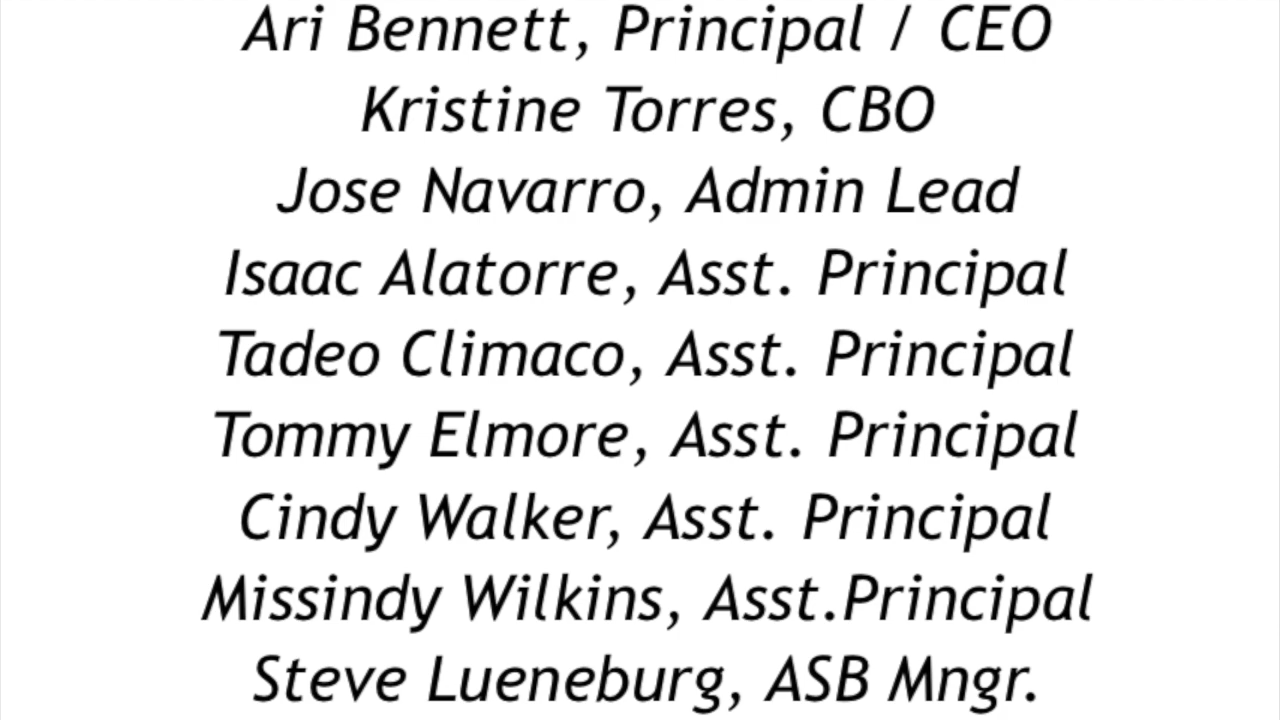 Ari Bennett, Principal / CEO
Kristine Torres, CBO
Jose Navarro, Admin Lead
Isaac Alatorre, Asst. Principal
Tadeo Climaco, Asst. Principal
Tommy Elmore, Asst. Principal
Cindy Walker, Asst. Principal
Missindy Wilkins, Asst.Principal
Steve Lueneburg, ASB Mngr.